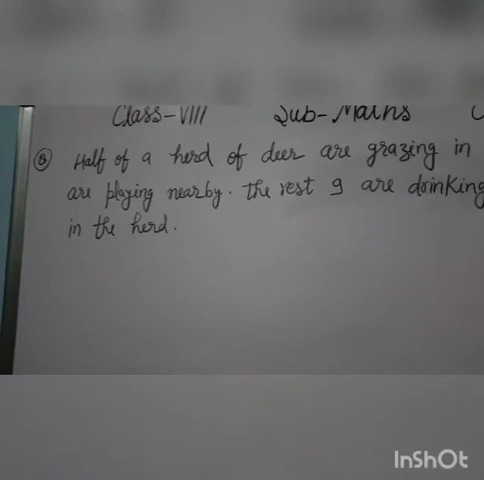 Class-VIII Sub-Maths
⑧ Half of a herd of deer are grazing in
are playing nearby. The rest 9 are drinking
in the herd.
InShOt